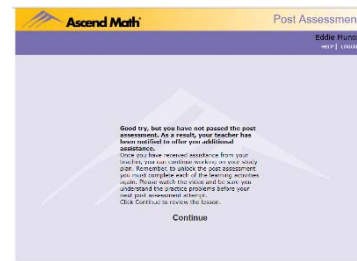 Ascend Math
Post Assessment
Eddie Munoz
HELP | LOGOUT
Good try, but you have not passed the post
assessment. As a result, your teacher has
been notified to offer you additional
assistance.
Once you have received assistance from your
teacher, you can continue working on your study
plan. Remember, to unlock the post assessment
you must complete each of the learning activities
again. Please watch the video and be sure you
understand the practice problems before your
next post assessment attempt.
Click Continue to review the lesson.
Continue